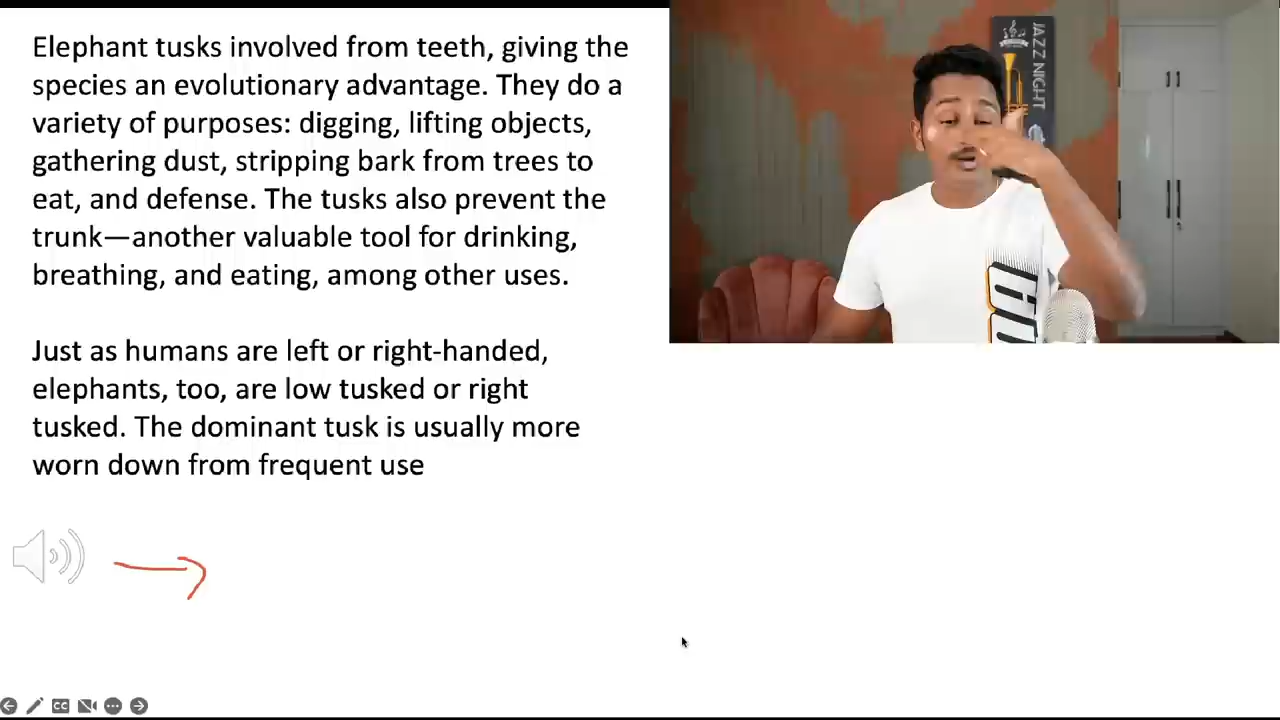 Elephant tusks involved from teeth, giving the
species an evolutionary advantage. They do a
variety of purposes: digging, lifting objects,
gathering dust, stripping bark from trees to
eat, and defense. The tusks also prevent the
trunk—another valuable tool for drinking,
breathing, and eating, among other uses.
Just as humans are left or right-handed,
elephants, too, are low tusked or right
tusked. The dominant tusk is usually more
worn down from frequent use
JAZZ NIGHT
CC